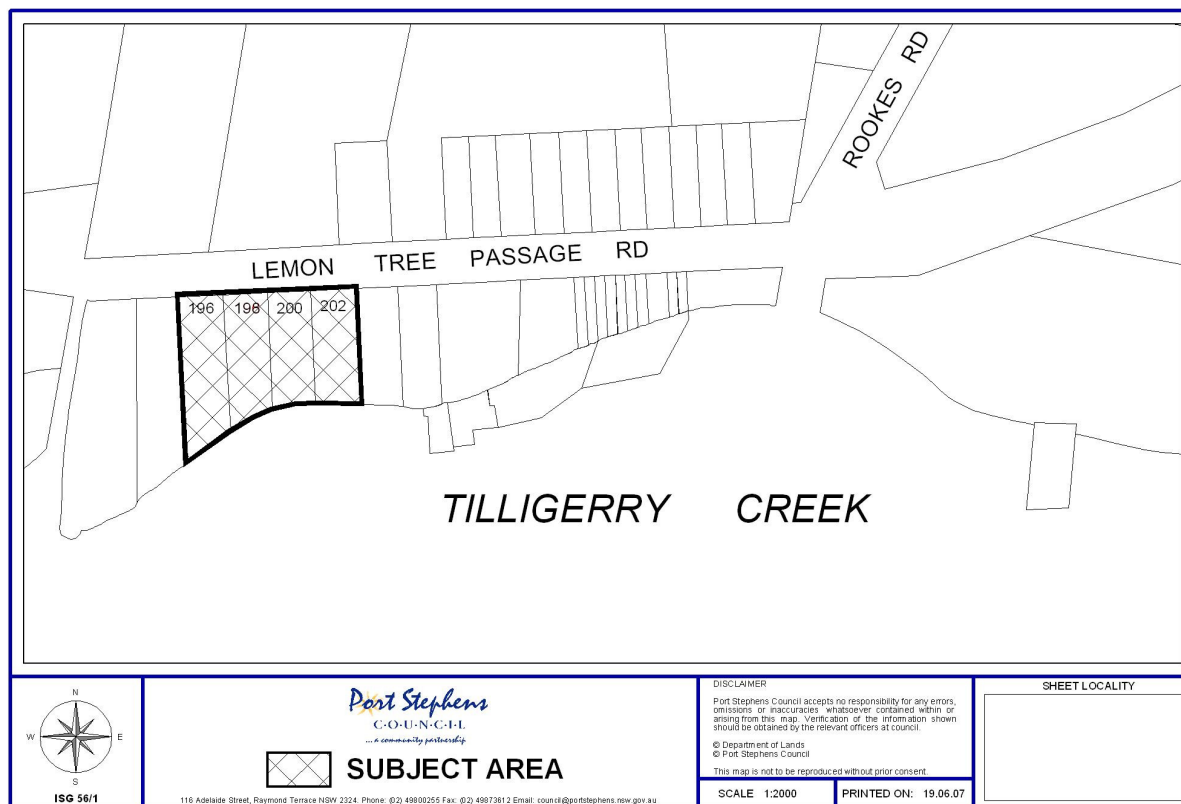 ROOKES RD
LEMON TREE PASSAGE RD
196 198 200 202
TILLIGERRY CREEK
N
W E
S
ISG 56/1
Port Stephens
C·O·U·N·C·I·L
... a community partnership
SUBJECT AREA
116 Adelaide Street, Raymond Terrace NSW 2324. Phone: (02) 49800255 Fax: (02) 49873612 Email: council@portstephens.nsw.gov.au
DISCLAIMER
Port Stephens Council accepts no responsibility for any errors,
omissions or inaccuracies whatsoever contained within or
arising from this map. Verification of the information shown
should be obtained by the relevant officers at council.
© Department of Lands
© Port Stephens Council
This map is not to be reproduced without prior consent.
SCALE 1:2000
PRINTED ON: 19.06.07
SHEET LOCALITY